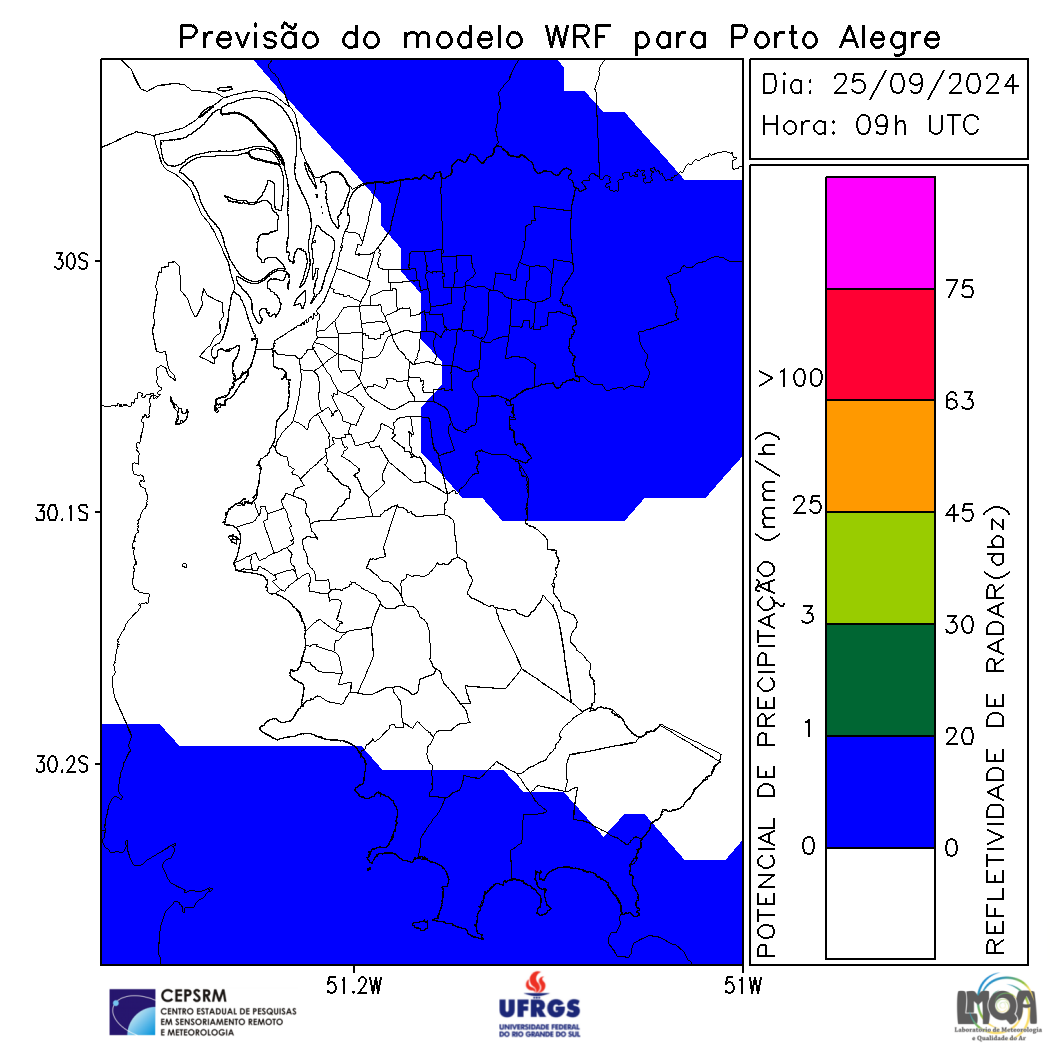 Previsão do modelo WRF para Porto Alegre
Dia: 25/09/2024
Hora: 09h UTC
30S
30.1S
30.2S
51.2W
51W
POTENCIAL DE PRECIPITAÇÃO (mm/h)
>100
25
3
1
0
75
63
45
30
20
0
REFLETIVIDADE DE RADAR(dbz)
CEPSRM
CENTRO ESTADUAL DE PESQUISAS
EM SENSORIAMENTO REMOTO
E METEOROLOGIA
UFRGS
UNIVERSIDADE FEDERAL
DO RIO GRANDE DO SUL
LMQA
Laboratório de Meteorologia
e Qualidade do Ar